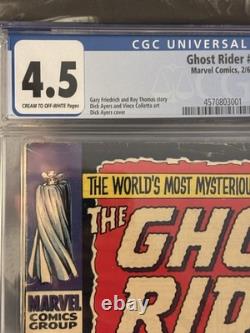 CGC UNIVERSAL
4.5
CREAM TO OFF-WHITE Pages
Ghost Rider #
Marvel Comics, 2/6
Gary Friedrich and Roy Thomas story
Dick Ayers and Vince Colletta art
Dick Ayers cover
4570803001
THE WORLD'S MOST MYSTERIO
THE GHO
RID
MARVEL
COMICS
GROUP